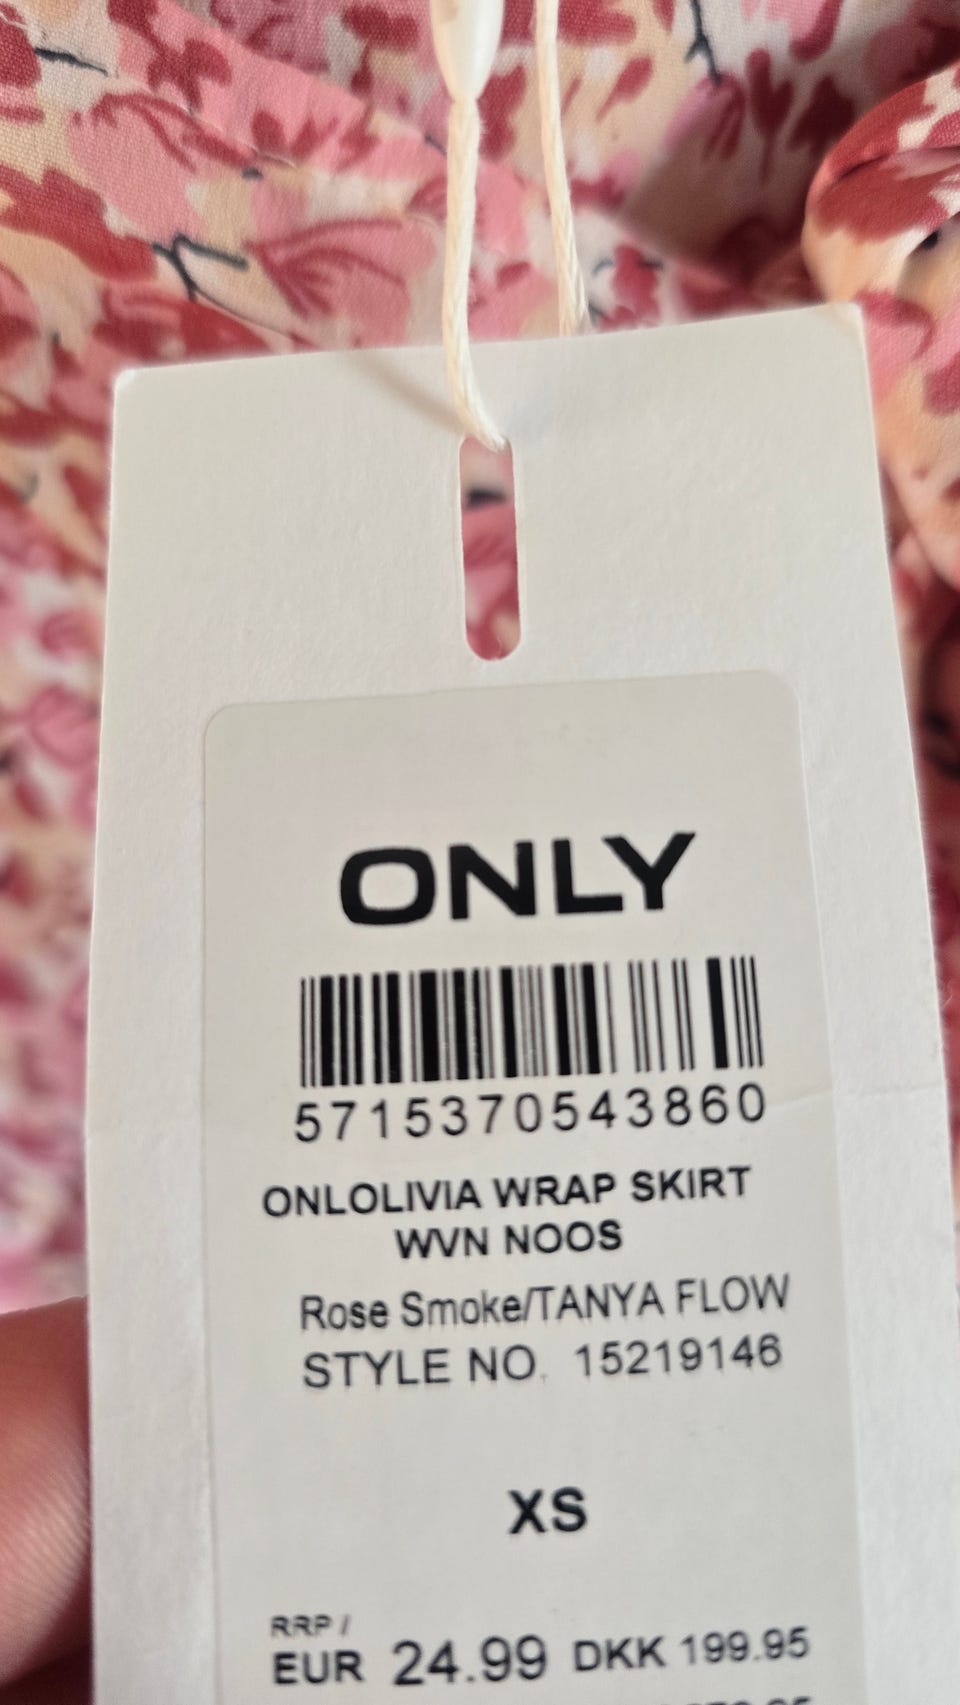 ONLY
5715370543860
ONLOLIVIA WRAP SKIRT
WVN NOOS
Rose Smoke/TANYA FLOW
STYLE NO. 15219146
XS
RRP /
EUR 24.99 DKK 199.95